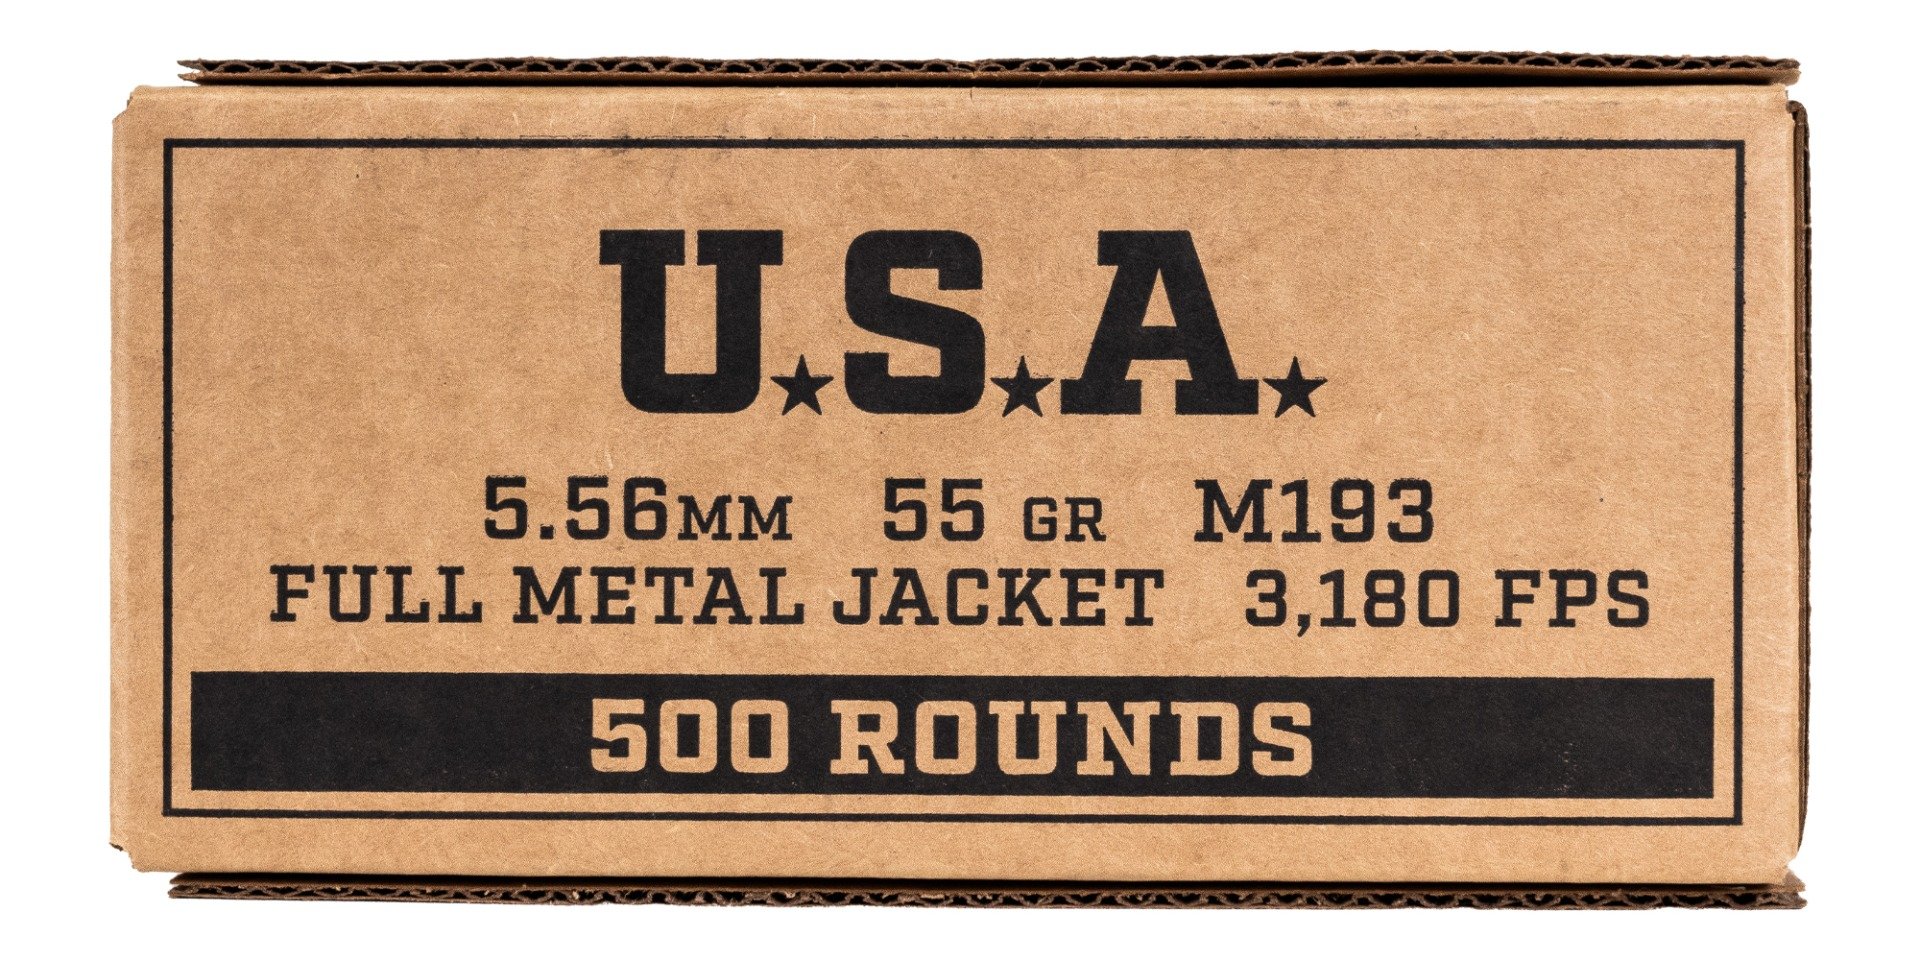 U.S.A.
5.56MM 55 GR M193
FULL METAL JACKET 3,180 FPS
500 ROUNDS